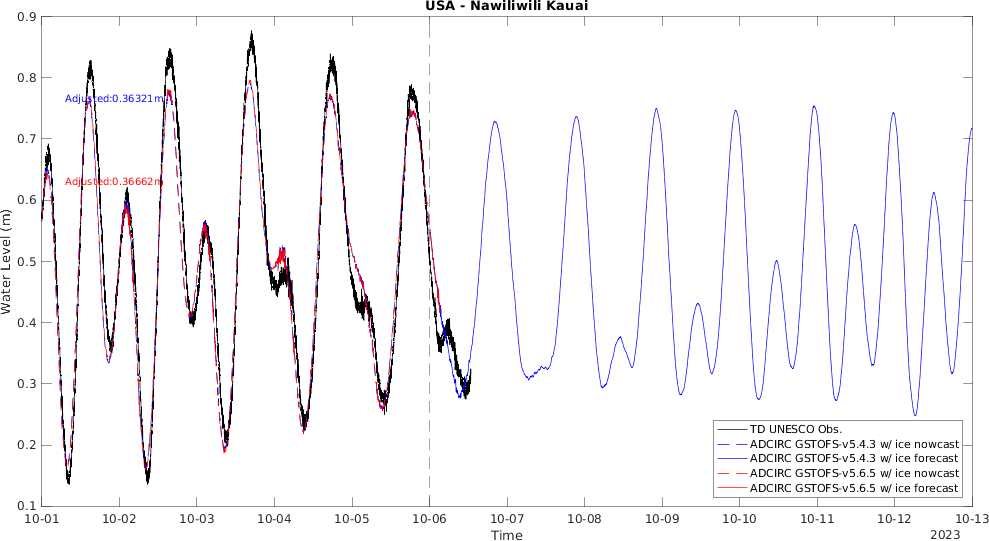 USA - Nawiliwili Kauai
0.9
0.8
0.7
0.6
0.5
0.4
0.3
0.2
0.1
Water Level (m)
Adjusted:0.36321m
Adjusted:0.36662m
TD UNESCO Obs.
ADCIRC GSTOFS-v5.4.3 w/ ice nowcast
ADCIRC GSTOFS-v5.4.3 w/ ice forecast
ADCIRC GSTOFS-v5.6.5 w/ ice nowcast
ADCIRC GSTOFS-v5.6.5 w/ ice forecast
10-01 10-02 10-03 10-04 10-05 10-06 10-07 10-08 10-09 10-10 10-11 10-12 10-13
Time
2023